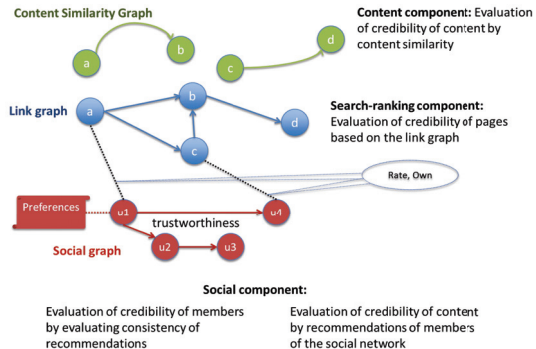 Content Similarity Graph
Content component: Evaluation
of credibility of content by
content similarity
a
b
c
d
Link graph
a
b
c
d
Search-ranking component:
Evaluation of credibility of pages
based on the link graph
Rate, Own
Preferences
u1
u4
trustworthiness
u2
u3
Social graph
Social component:
Evaluation of credibility of members
by evaluating consistency of
recommendations
Evaluation of credibility of content
by recommendations of members
of the social network